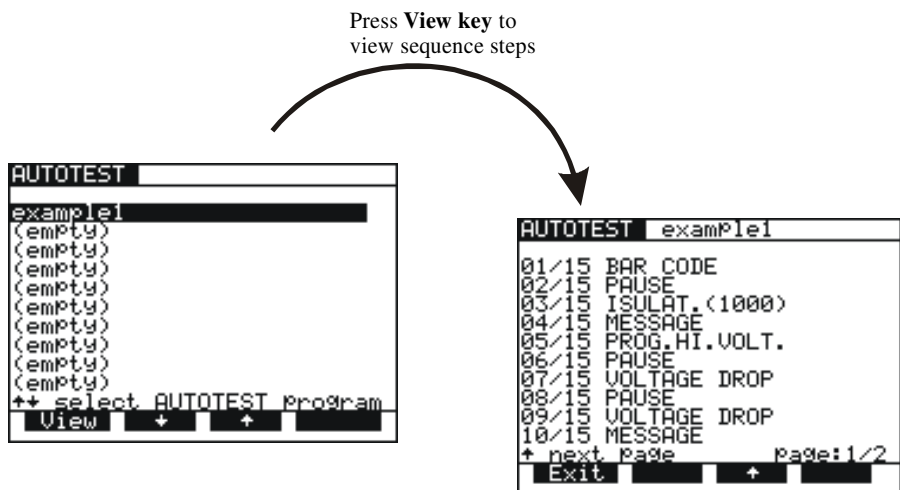 Press View key to
view sequence steps
AUTOTEST
example1
(empty)
(empty)
(empty)
(empty)
(empty)
(empty)
(empty)
(empty)
(empty)
↑↓ select AUTOTEST program
View ↓ ↑
AUTOTEST example1
01/15 BAR CODE
02/15 PAUSE
03/15 ISULAT.(1000)
04/15 MESSAGE
05/15 PROG.HI.VOLT.
06/15 PAUSE
07/15 VOLTAGE DROP
08/15 PAUSE
09/15 VOLTAGE DROP
10/15 MESSAGE
↑ next page page:1/2
Exit ↑